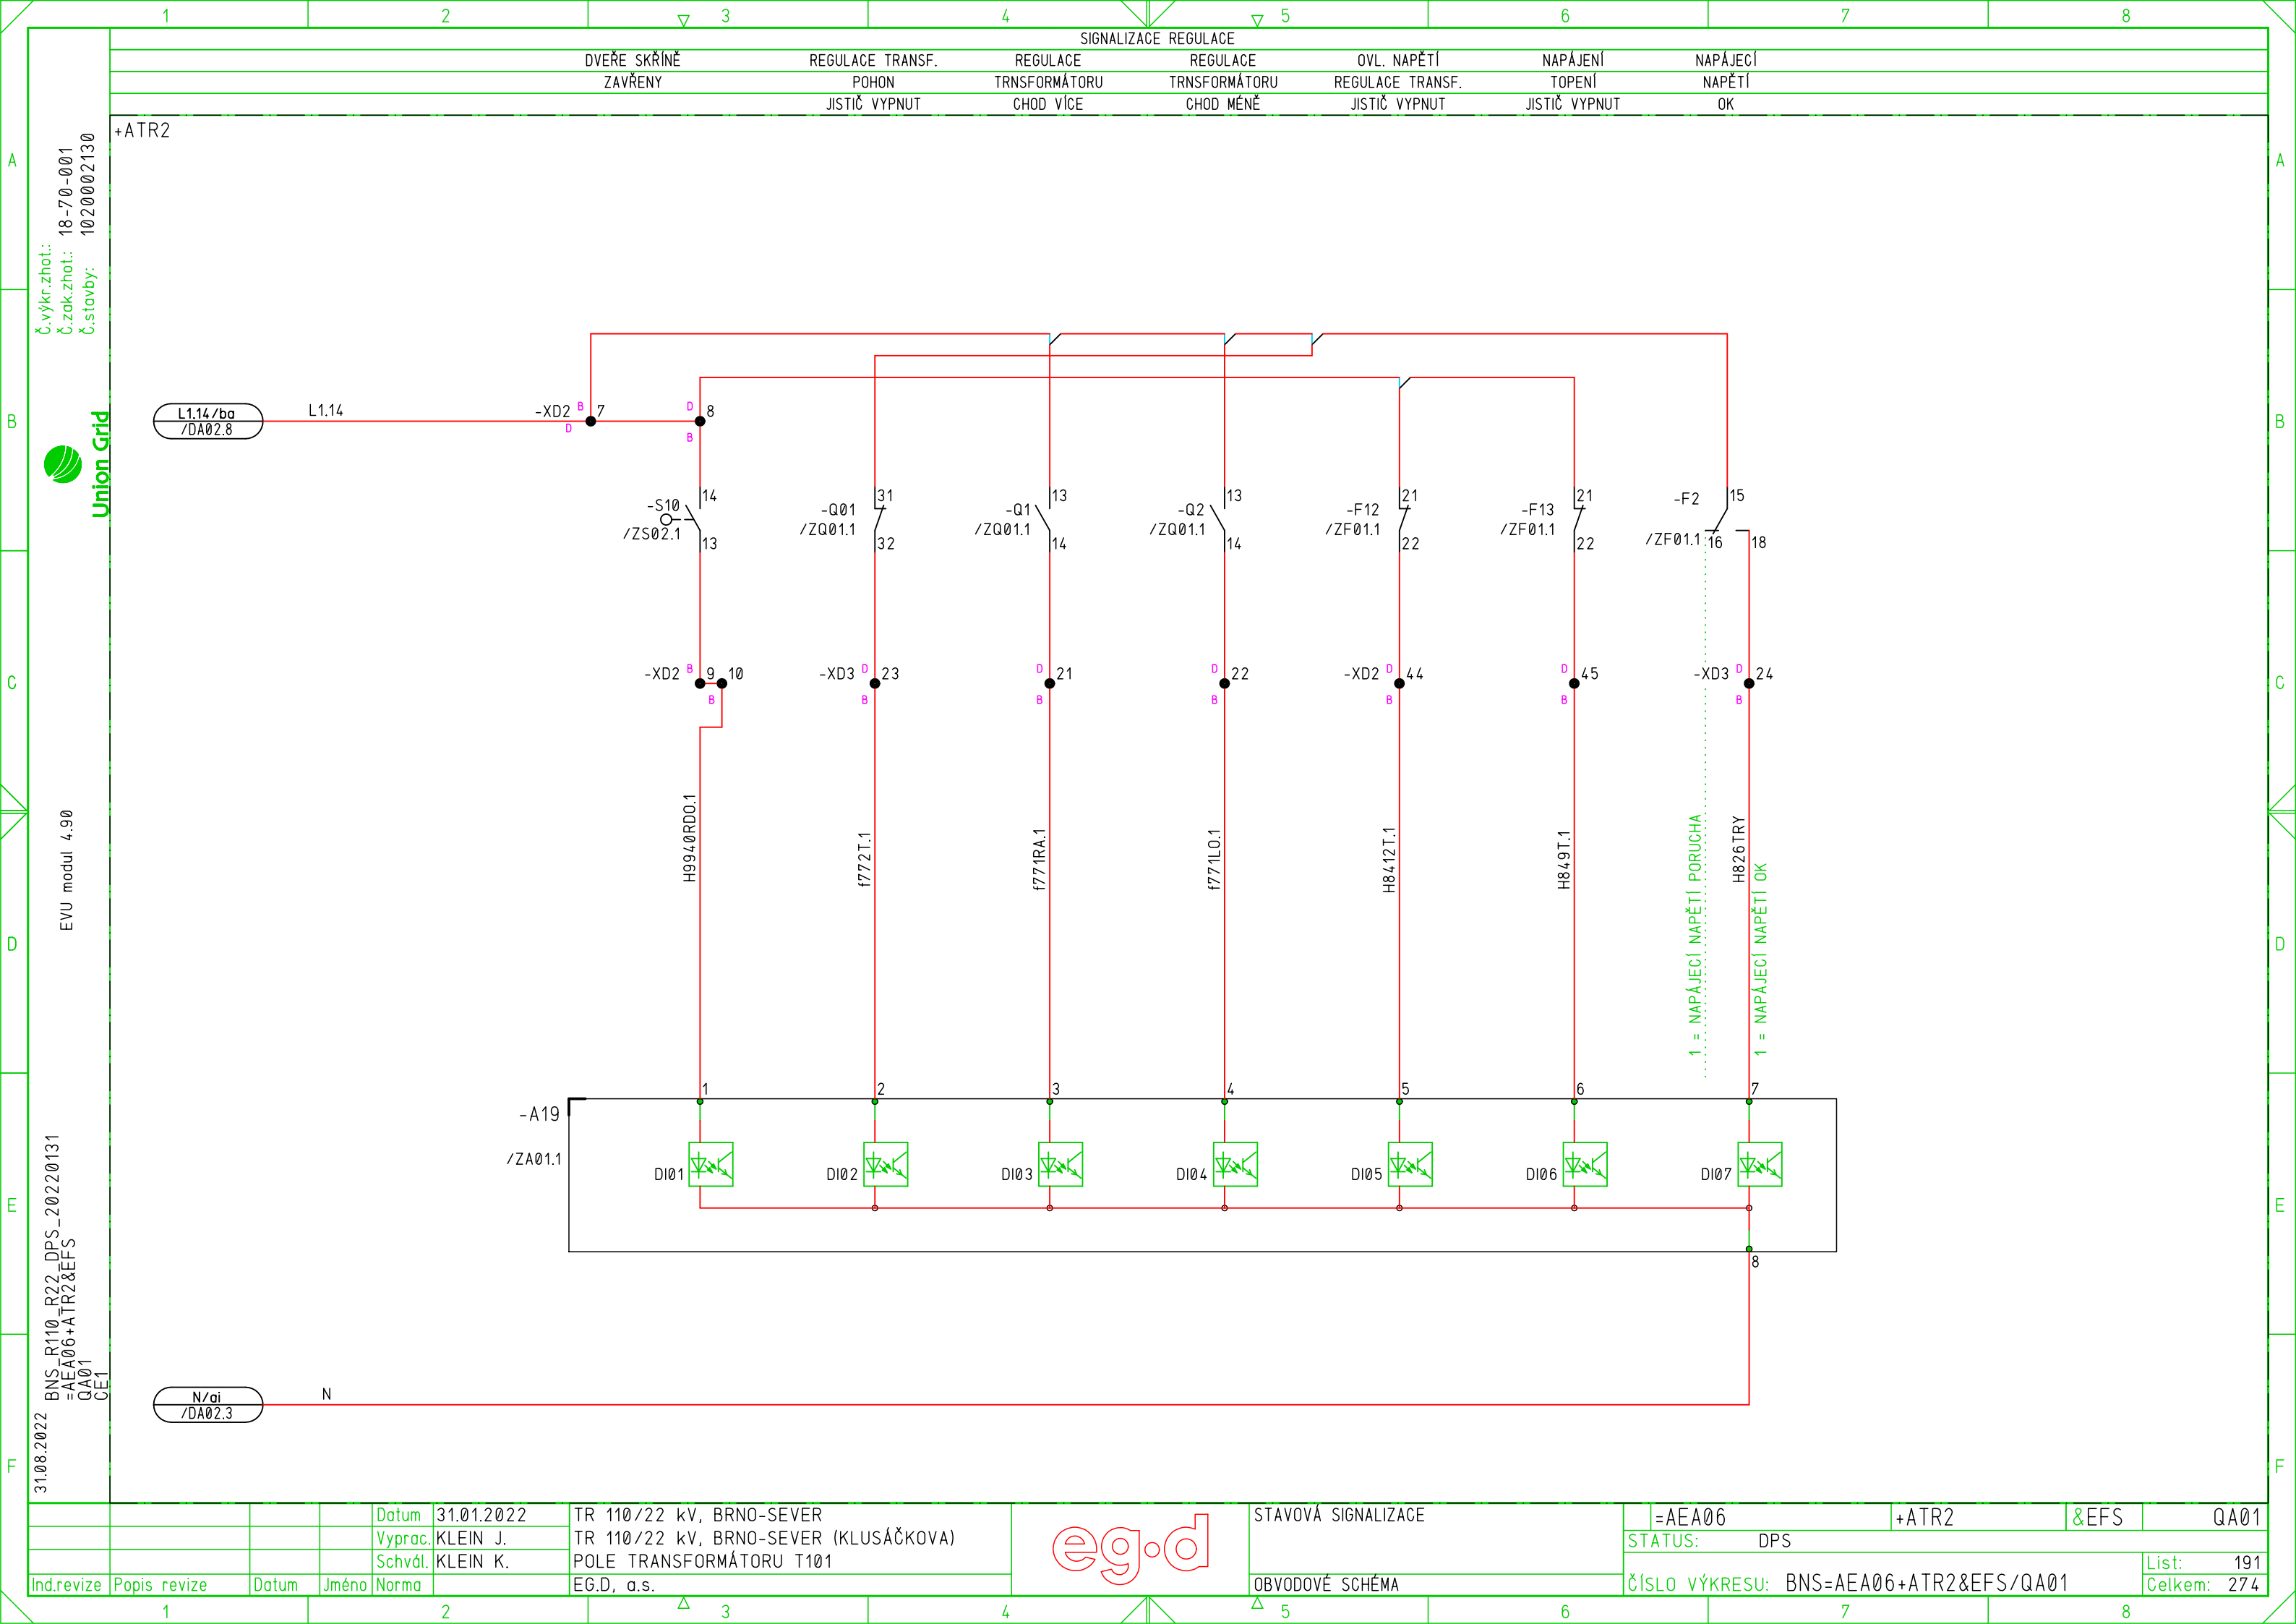 1 2 3 4 5 6 7 8
SIGNALIZACE REGULACE
DVEŘE SKŘÍNĚ REGULACE TRANSF. REGULACE REGULACE OVL. NAPĚTÍ NAPÁJENÍ NAPÁJECÍ
ZAVŘENY POHON TRNSFORMÁTORU TRNSFORMÁTORU REGULACE TRANSF. TOPENÍ NAPĚTÍ
JISTIČ VYPNUT CHOD VÍCE CHOD MÉNĚ JISTIČ VYPNUT JISTIČ VYPNUT OK
+ATR2
A A
B B
C C
D D
E E
F F
Č.výkr.zhot.:
Č.zak.zhot.: 18-70-001
Č.stavby: 1020002130
Union Grid
EVU modul 4.90
BNS_R110_R22_DPS_20220131
=AEA06+ATR2&EFS
QA01
CE1
31.08.2022
L1.14/ba
/DA02.8
L1.14
-XD2 B 7 D 8
D B
14 31 13 13 21 21 15
-S10 -Q01 -Q1 -Q2 -F12 -F13 -F2
/ZS02.1 /ZQ01.1 /ZQ01.1 /ZQ01.1 /ZF01.1 /ZF01.1 /ZF01.1
13 32 14 14 22 22 16 18
-XD2 B 9 10 -XD3 D 23 D 21 D 22 -XD2 D 44 D 45 -XD3 D 24
B B B B B B B
H9940RDO.1
f772T.1
f771RA.1
f771LO.1
H8412T.1
H849T.1
1 = NAPÁJECÍ NAPĚTÍ PORUCHA
H826TRY
1 = NAPÁJECÍ NAPĚTÍ OK
1 2 3 4 5 6 7
-A19
/ZA01.1
DI01 DI02 DI03 DI04 DI05 DI06 DI07
8
N/ai
/DA02.3
N
Datum 31.01.2022 TR 110/22 kV, BRNO-SEVER
Vyprac. KLEIN J. TR 110/22 kV, BRNO-SEVER (KLUSÁČKOVA)
Schvál. KLEIN K. POLE TRANSFORMÁTORU T101
Ind.revize Popis revize Datum Jméno Norma EG.D, a.s.
eg.d
STAVOVÁ SIGNALIZACE
OBVODOVÉ SCHÉMA
=AEA06 +ATR2 &EFS QA01
STATUS: DPS
List: 191
ČÍSLO VÝKRESU: BNS=AEA06+ATR2&EFS/QA01
Celkem: 274
1 2 3 4 5 6 7 8